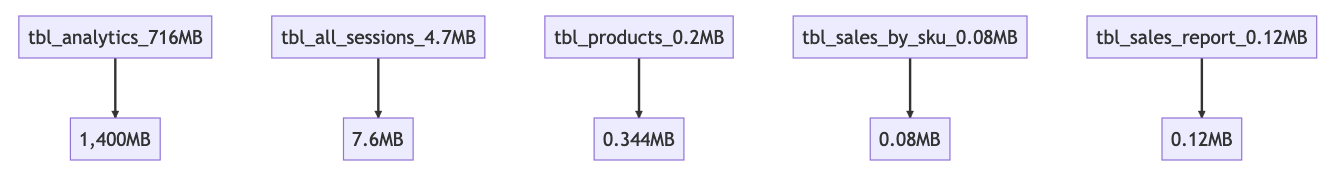 tbl_analytics_716MB
tbl_all_sessions_4.7MB
tbl_products_0.2MB
tbl_sales_by_sku_0.08MB
tbl_sales_report_0.12MB
1,400MB
7.6MB
0.344MB
0.08MB
0.12MB